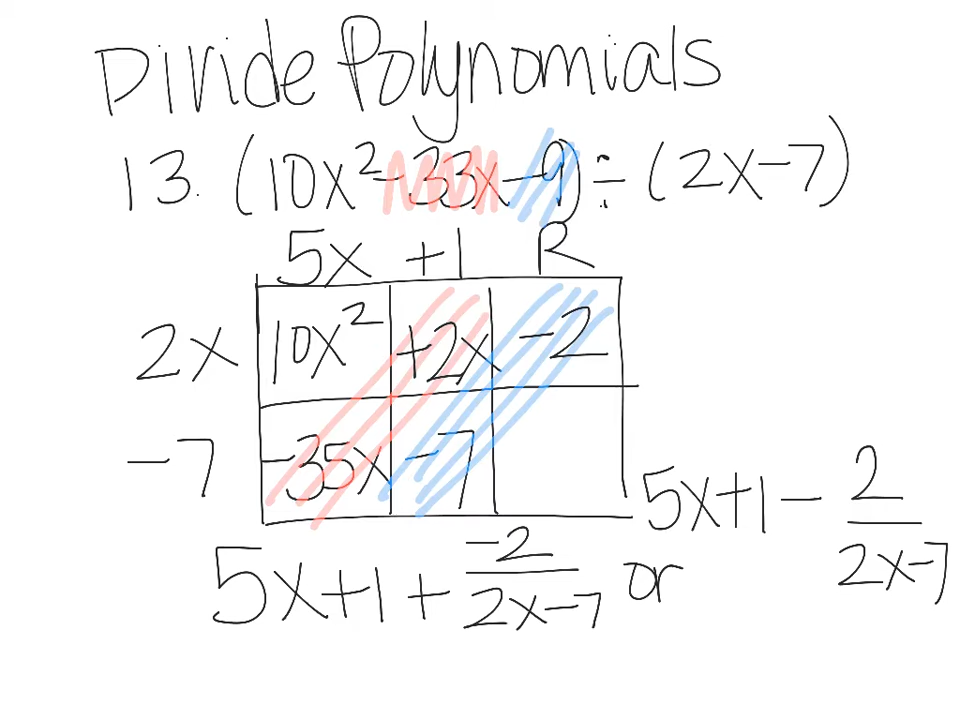 Divide Polynomials
13. (10x² - 33x - 9) ÷ (2x - 7)
5x +1 R
2x 10x² +2x -2
-7 -35x -7
5x+1 + -2/(2x-7) or 5x+1 - 2/(2x-7)